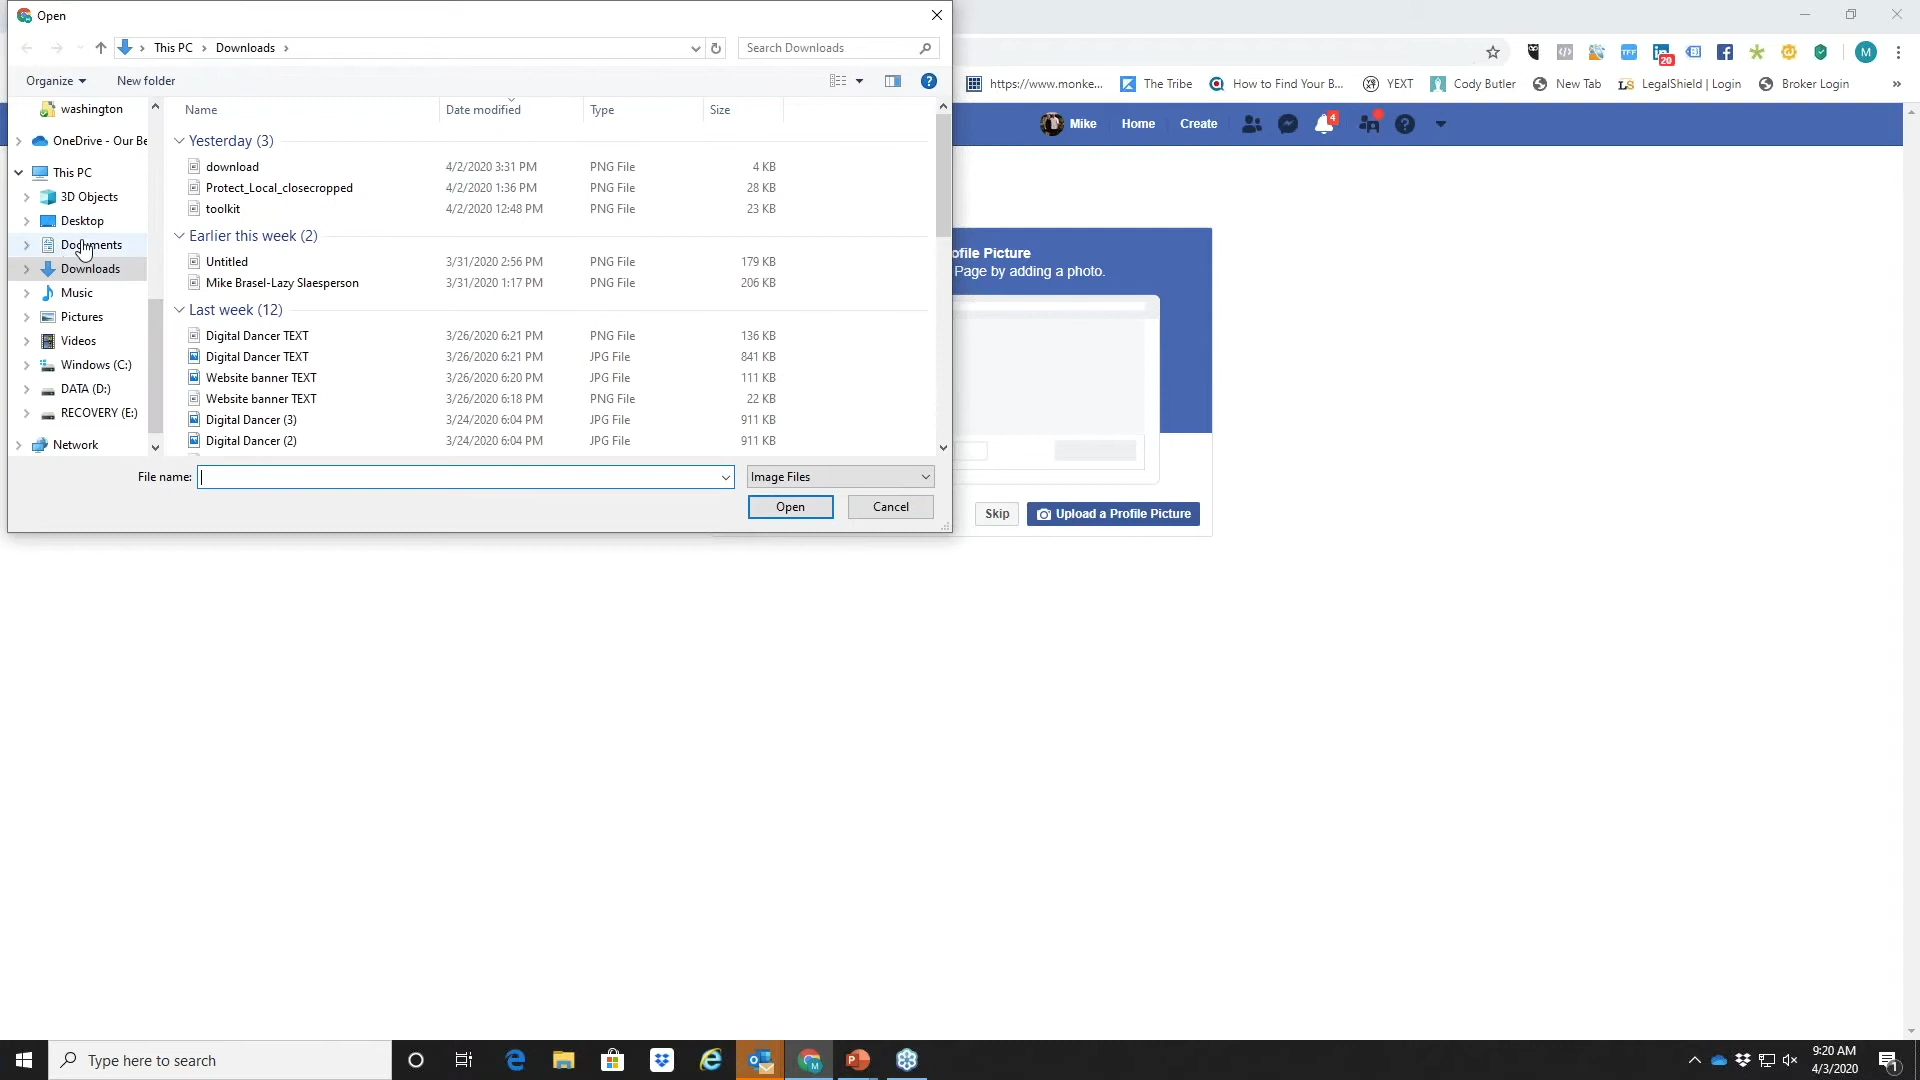 Open
This PC
Downloads
Search Downloads
Organize
New folder
washington
OneDrive - Our Be
This PC
3D Objects
Desktop
Documents
Downloads
Music
Pictures
Videos
Windows (C:)
DATA (D:)
RECOVERY (E:)
Network
Name Date modified Type Size
Yesterday (3)
download 4/2/2020 3:31 PM PNG File 4 KB
Protect_Local_closecropped 4/2/2020 1:36 PM PNG File 28 KB
toolkit 4/2/2020 12:48 PM PNG File 23 KB
Earlier this week (2)
Untitled 3/31/2020 2:56 PM PNG File 179 KB
Mike Brasel-Lazy Slaesperson 3/31/2020 1:17 PM PNG File 206 KB
Last week (12)
Digital Dancer TEXT 3/26/2020 6:21 PM PNG File 136 KB
Digital Dancer TEXT 3/26/2020 6:21 PM JPG File 841 KB
Website banner TEXT 3/26/2020 6:20 PM JPG File 111 KB
Website banner TEXT 3/26/2020 6:18 PM PNG File 22 KB
Digital Dancer (3) 3/24/2020 6:04 PM JPG File 911 KB
Digital Dancer (2) 3/24/2020 6:04 PM JPG File 911 KB
File name:
Image Files
Open
Cancel
TFF
20
M
https://www.monke...
The Tribe
How to Find Your B...
YEXT
Cody Butler
New Tab
LS
LegalShield | Login
Broker Login
»
Mike
Home
Create
4
ofile Picture
Page by adding a photo.
Skip
Upload a Profile Picture
Type here to search
9:20 AM
4/3/2020
1